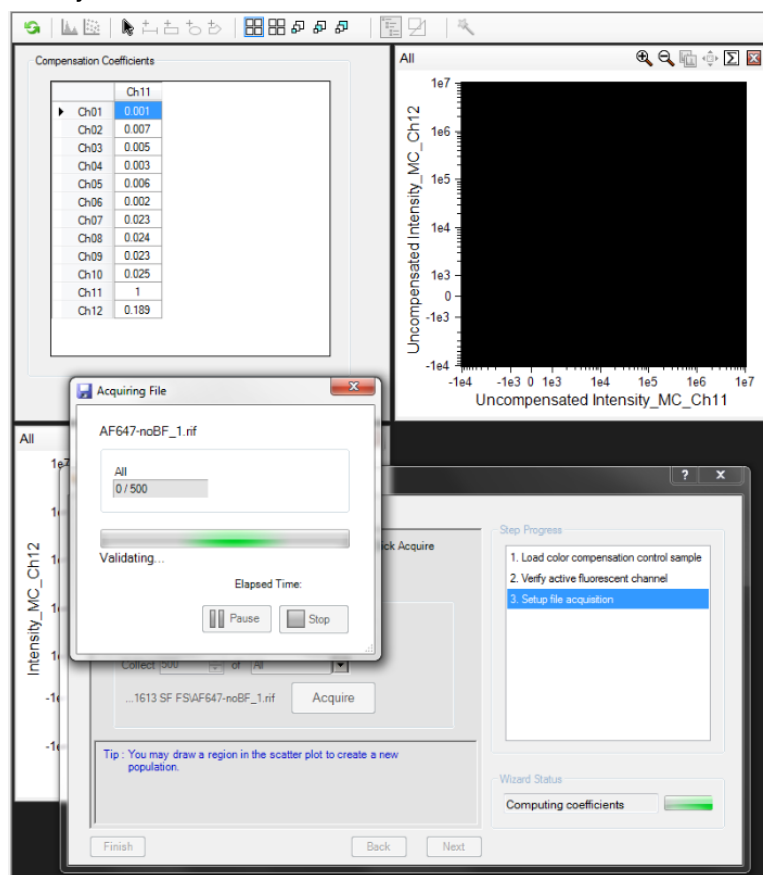 Compensation Coefficients
Ch11
Ch01 0.001
Ch02 0.007
Ch03 0.005
Ch04 0.003
Ch05 0.006
Ch06 0.002
Ch07 0.023
Ch08 0.024
Ch09 0.023
Ch10 0.025
Ch11 1
Ch12 0.189
All
Uncompensated Intensity_MC_Ch12
1e7
1e6
1e5
1e4
1e3
0
-1e3
-1e4
-1e4 -1e3 0 1e3 1e4 1e5 1e6 1e7
Uncompensated Intensity_MC_Ch11
Acquiring File
AF647-noBF_1.rif
All
0 / 500
Validating...
Elapsed Time:
Pause Stop
All
Intensity_MC_Ch12
? x
ick Acquire
Collect 500 of All
...1613 SF FS\AF647-noBF_1.rif Acquire
Tip : You may draw a region in the scatter plot to create a new
population.
Step Progress
1. Load color compensation control sample
2. Verify active fluorescent channel
3. Setup file acquisition
Wizard Status
Computing coefficients
Finish Back Next